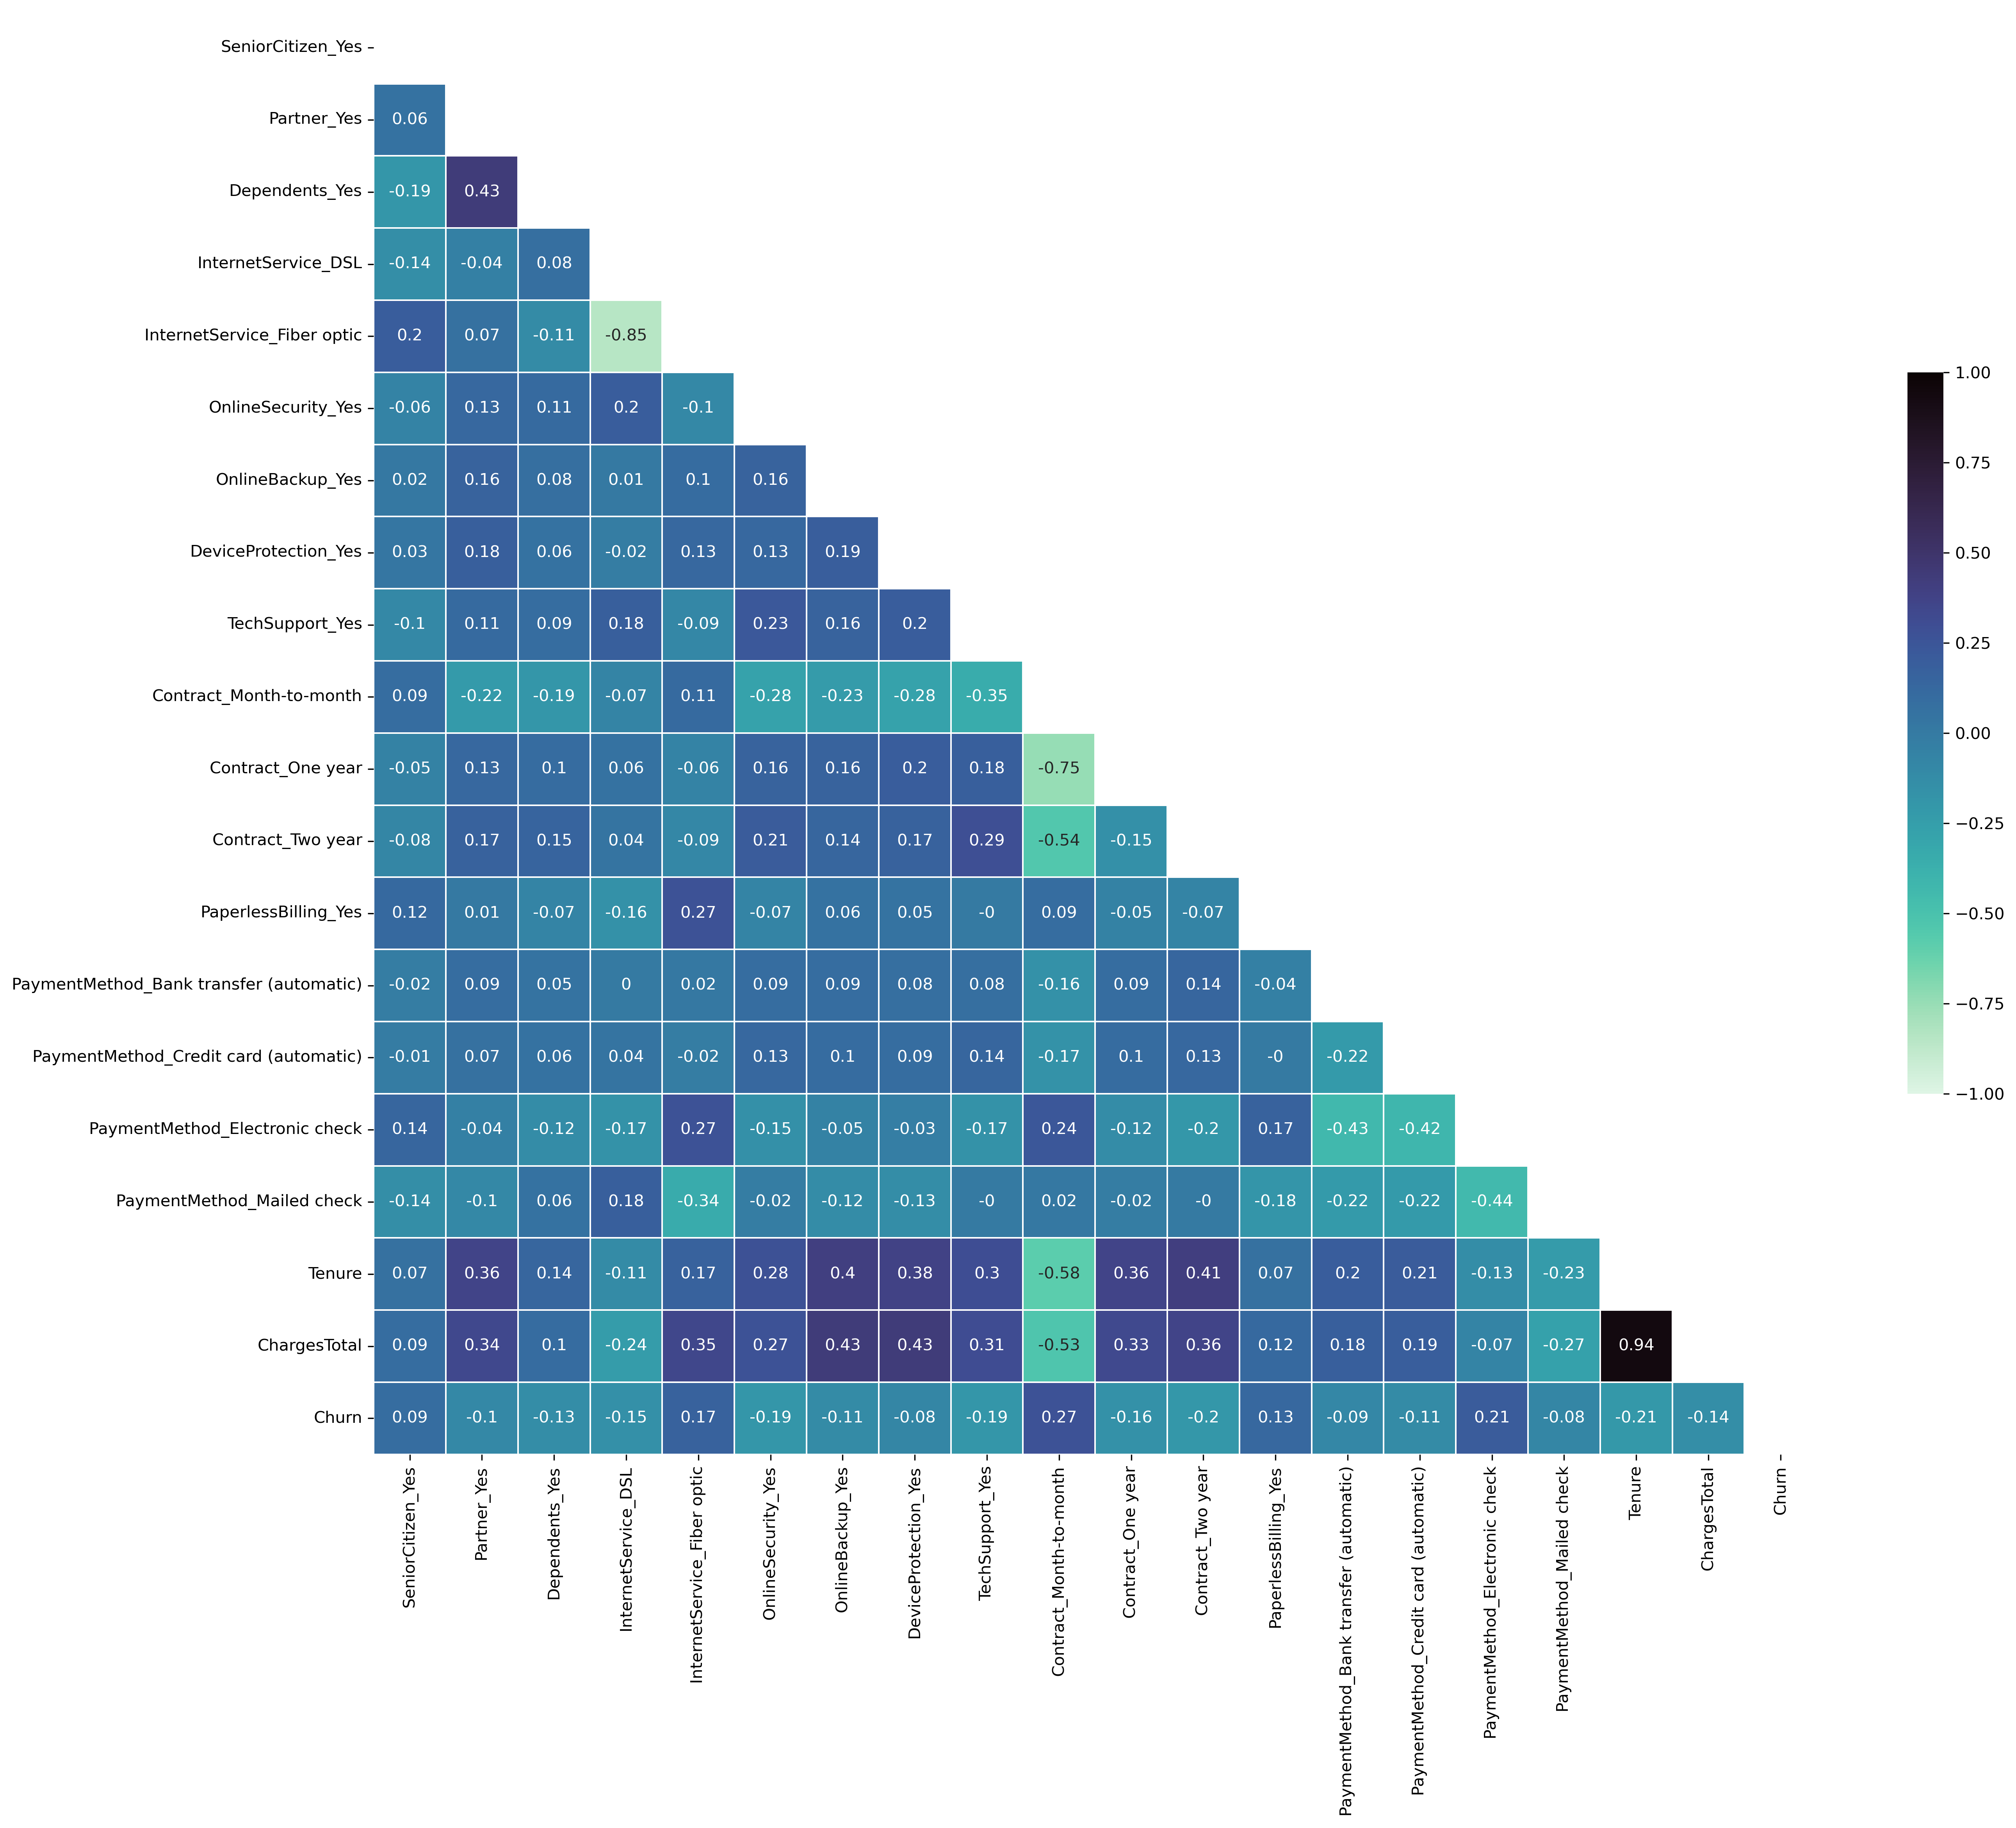 SeniorCitizen_Yes
Partner_Yes 0.06
Dependents_Yes -0.19 0.43
InternetService_DSL -0.14 -0.04 0.08
InternetService_Fiber optic 0.2 0.07 -0.11 -0.85
OnlineSecurity_Yes -0.06 0.13 0.11 0.2 -0.1
OnlineBackup_Yes 0.02 0.16 0.08 0.01 0.1 0.16
DeviceProtection_Yes 0.03 0.18 0.06 -0.02 0.13 0.13 0.19
TechSupport_Yes -0.1 0.11 0.09 0.18 -0.09 0.23 0.16 0.2
Contract_Month-to-month 0.09 -0.22 -0.19 -0.07 0.11 -0.28 -0.23 -0.28 -0.35
Contract_One year -0.05 0.13 0.1 0.06 -0.06 0.16 0.16 0.2 0.18 -0.75
Contract_Two year -0.08 0.17 0.15 0.04 -0.09 0.21 0.14 0.17 0.29 -0.54 -0.15
PaperlessBilling_Yes 0.12 0.01 -0.07 -0.16 0.27 -0.07 0.06 0.05 -0 0.09 -0.05 -0.07
PaymentMethod_Bank transfer (automatic) -0.02 0.09 0.05 0 0.02 0.09 0.09 0.08 0.08 -0.16 0.09 0.14 -0.04
PaymentMethod_Credit card (automatic) -0.01 0.07 0.06 0.04 -0.02 0.13 0.1 0.09 0.14 -0.17 0.1 0.13 -0 -0.22
PaymentMethod_Electronic check 0.14 -0.04 -0.12 -0.17 0.27 -0.15 -0.05 -0.03 -0.17 0.24 -0.12 -0.2 0.17 -0.43 -0.42
PaymentMethod_Mailed check -0.14 -0.1 0.06 0.18 -0.34 -0.02 -0.12 -0.13 -0 0.02 -0.02 -0 -0.18 -0.22 -0.22 -0.44
Tenure 0.07 0.36 0.14 -0.11 0.17 0.28 0.4 0.38 0.3 -0.58 0.36 0.41 0.07 0.2 0.21 -0.13 -0.23
ChargesTotal 0.09 0.34 0.1 -0.24 0.35 0.27 0.43 0.43 0.31 -0.53 0.33 0.36 0.12 0.18 0.19 -0.07 -0.27 0.94
Churn 0.09 -0.1 -0.13 -0.15 0.17 -0.19 -0.11 -0.08 -0.19 0.27 -0.16 -0.2 0.13 -0.09 -0.11 0.21 -0.08 -0.21 -0.14
SeniorCitizen_Yes
Partner_Yes
Dependents_Yes
InternetService_DSL
InternetService_Fiber optic
OnlineSecurity_Yes
OnlineBackup_Yes
DeviceProtection_Yes
TechSupport_Yes
Contract_Month-to-month
Contract_One year
Contract_Two year
PaperlessBilling_Yes
PaymentMethod_Bank transfer (automatic)
PaymentMethod_Credit card (automatic)
PaymentMethod_Electronic check
PaymentMethod_Mailed check
Tenure
ChargesTotal
Churn
1.00
0.75
0.50
0.25
0.00
−0.25
−0.50
−0.75
−1.00